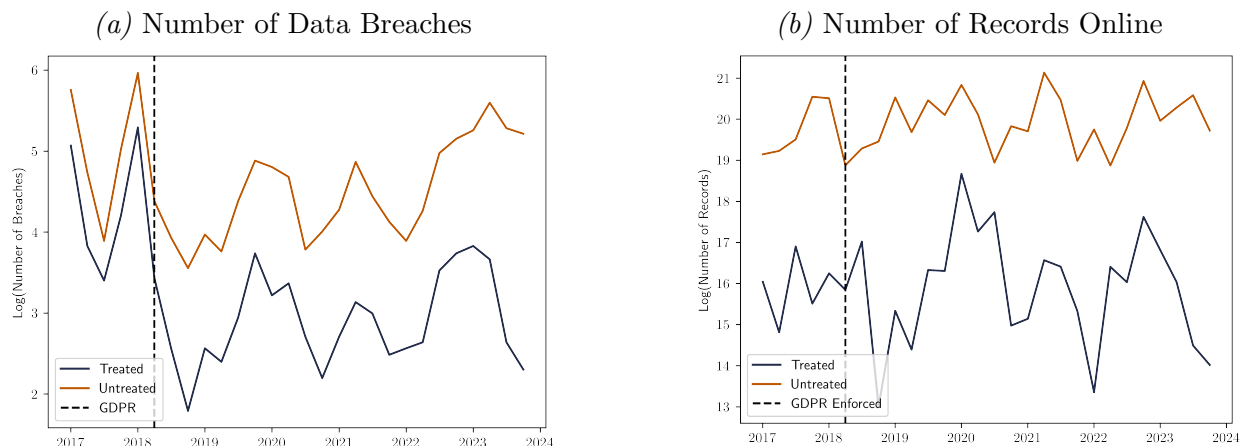 (a) Number of Data Breaches
6
5
4
3
2
Log(Number of Breaches)
Treated
Untreated
GDPR
2017 2018 2019 2020 2021 2022 2023 2024
(b) Number of Records Online
21
20
19
18
17
16
15
14
13
Log(Number of Records)
Treated
Untreated
GDPR Enforced
2017 2018 2019 2020 2021 2022 2023 2024